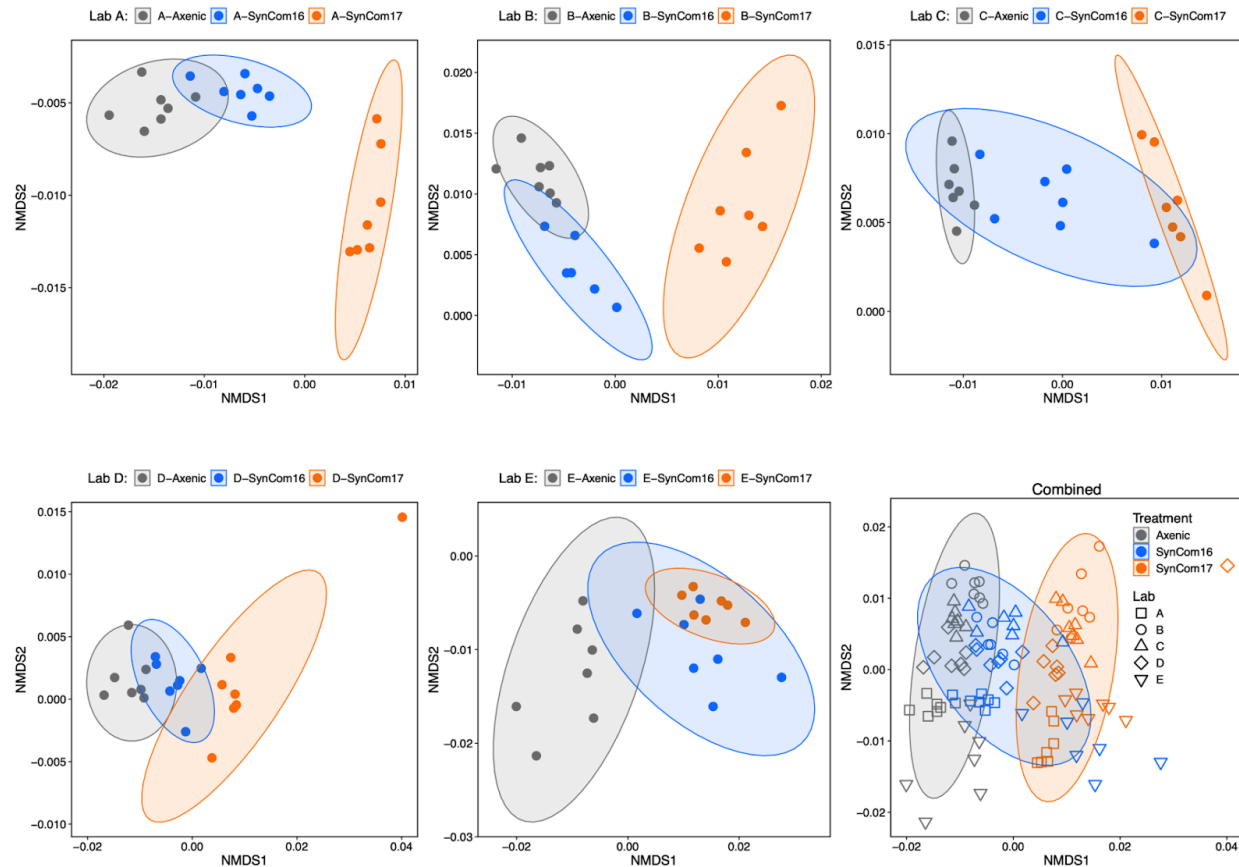 Lab A: A−Axenic A−SynCom16 A−SynCom17
−0.005
−0.010
−0.015
NMDS2
−0.02 −0.01 0.00 0.01
NMDS1
Lab B: B−Axenic B−SynCom16 B−SynCom17
0.020
0.015
0.010
0.005
0.000
NMDS2
−0.01 0.00 0.01 0.02
NMDS1
Lab C: C−Axenic C−SynCom16 C−SynCom17
0.015
0.010
0.005
0.000
NMDS2
−0.01 0.00 0.01
NMDS1
Lab D: D−Axenic D−SynCom16 D−SynCom17
0.015
0.010
0.005
0.000
−0.005
−0.010
NMDS2
−0.02 0.00 0.02 0.04
NMDS1
Lab E: E−Axenic E−SynCom16 E−SynCom17
0.00
−0.01
−0.02
−0.03
NMDS2
−0.02 0.00 0.02
NMDS1
Combined
0.02
0.01
0.00
−0.01
−0.02
NMDS2
−0.02 0.00 0.02 0.04
NMDS1
Treatment
Axenic
SynCom16
SynCom17
Lab
A
B
C
D
E